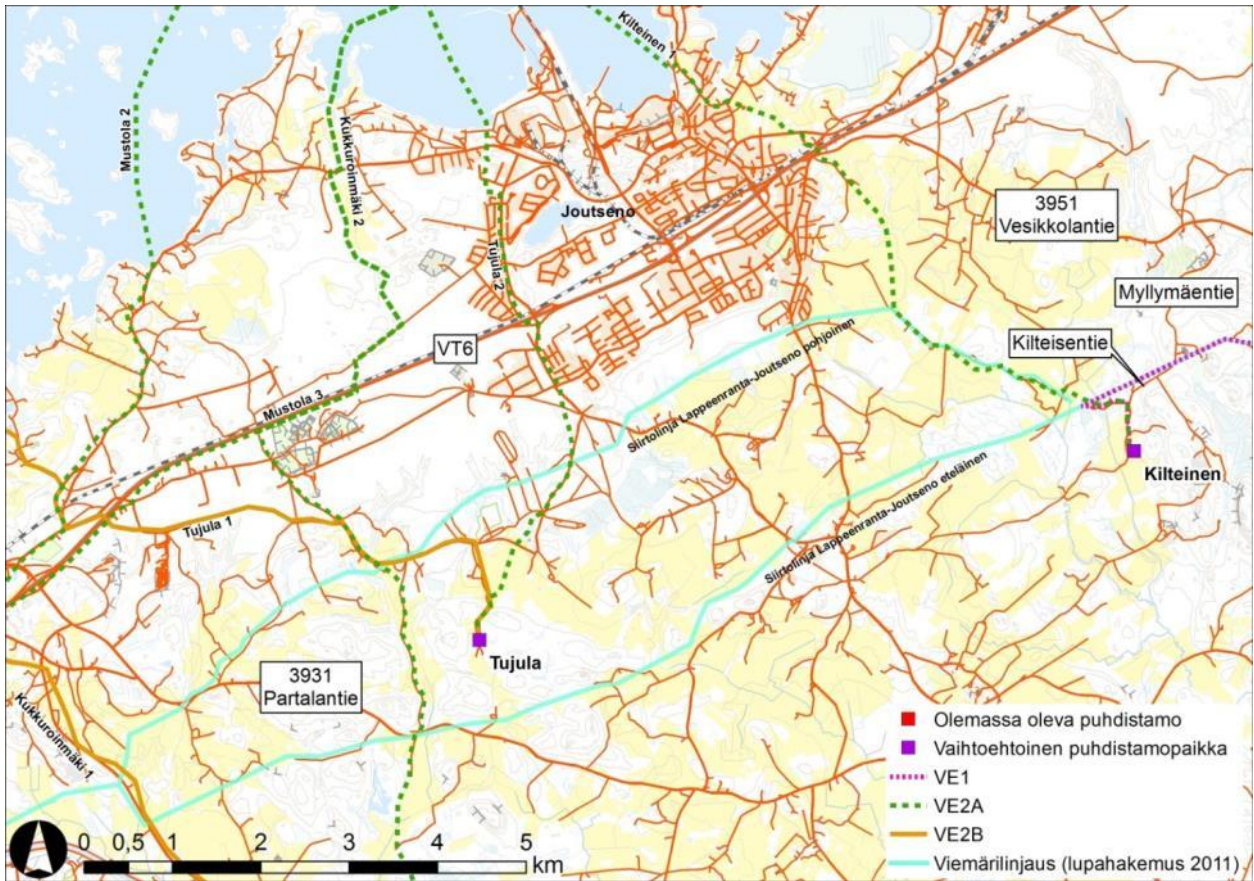 Kilteinen 1
Mustola 2
Kukkuroinmäki 2
Joutseno
3951
Vesikkolantie
Tujula 2
Myllymäentie
VT6
Kilteisentie
Mustola 3
Siirtolinja Lappeenranta-Joutseno pohjoinen
Kilteinen
Siirtolinja Lappeenranta-Joutseno eteläinen
Tujula 1
Tujula
3931
Partalantie
Kukkuroinmäki 1
Olemassa oleva puhdistamo
Vaihtoehtoinen puhdistamopaikka
VE1
VE2A
VE2B
Viemärilinjaus (lupahakemus 2011)
0 0,5 1 2 3 4 5
km